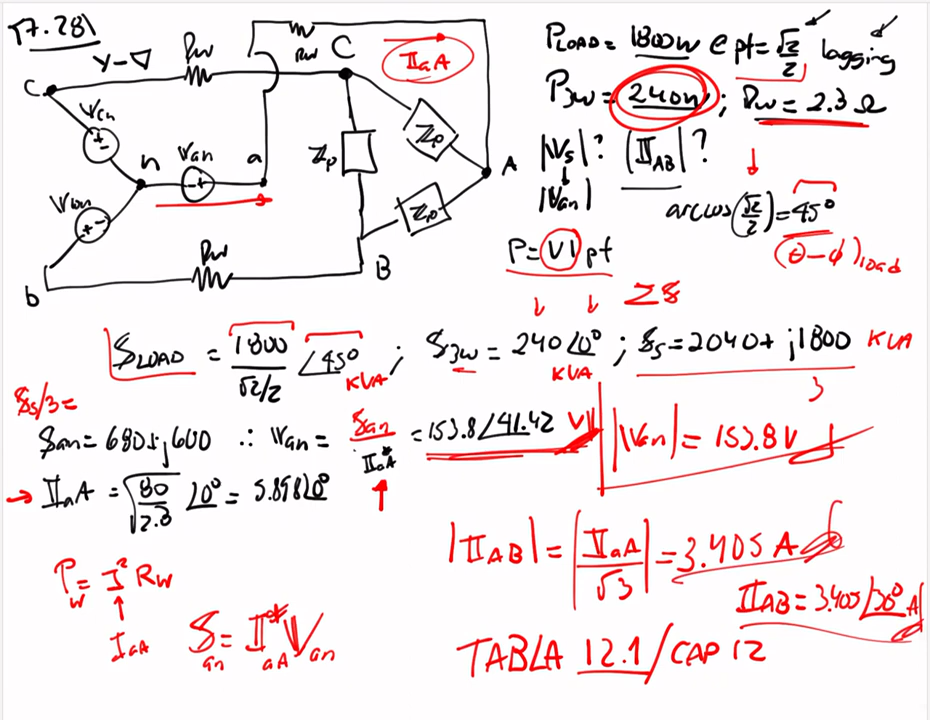 17.28)
Y-Δ
Rw
Rw
C
IaA
c
Vcn
n
Van
a
Zp
Zp
Zp
A
Vbn
Rw
B
b
PLOAD = 1800W @ pf = √2/2 lagging
P3w = 240W ; Rw = 2.3 Ω
|Vs|? |IAB|?
|Van|
arccos(√2/2) = 45°
(θ-φ)load
P = VI pf
SLOAD = 1800/(√2/2) ∠45° ; S3w = 240∠0° ; Ss = 2040 + j1800 KVA
KVA
KVA
3
Ss/3 =
San = 680 + j600 ∴ Van = San/IaA* = 153.8∠41.42 V
|Van| = 153.8 V
IaA = √(80/2.3) ∠0° = 5.898∠0°
|IAB| = |IaA/√3| = 3.405 A
IAB = 3.405∠30° A
Pw = I² Rw
IaA
San = I*aA Van
TABLA 12.1 / CAP 12